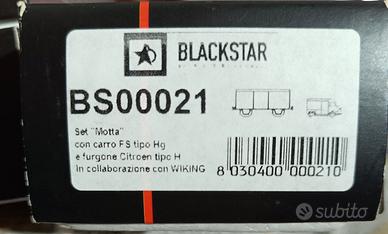 BLACKSTAR
BS00021
Set "Motta"
con carro FS tipo Hg
e furgone Citroen tipo H
In collaborazione con WIKING
8 030400 000210
subito